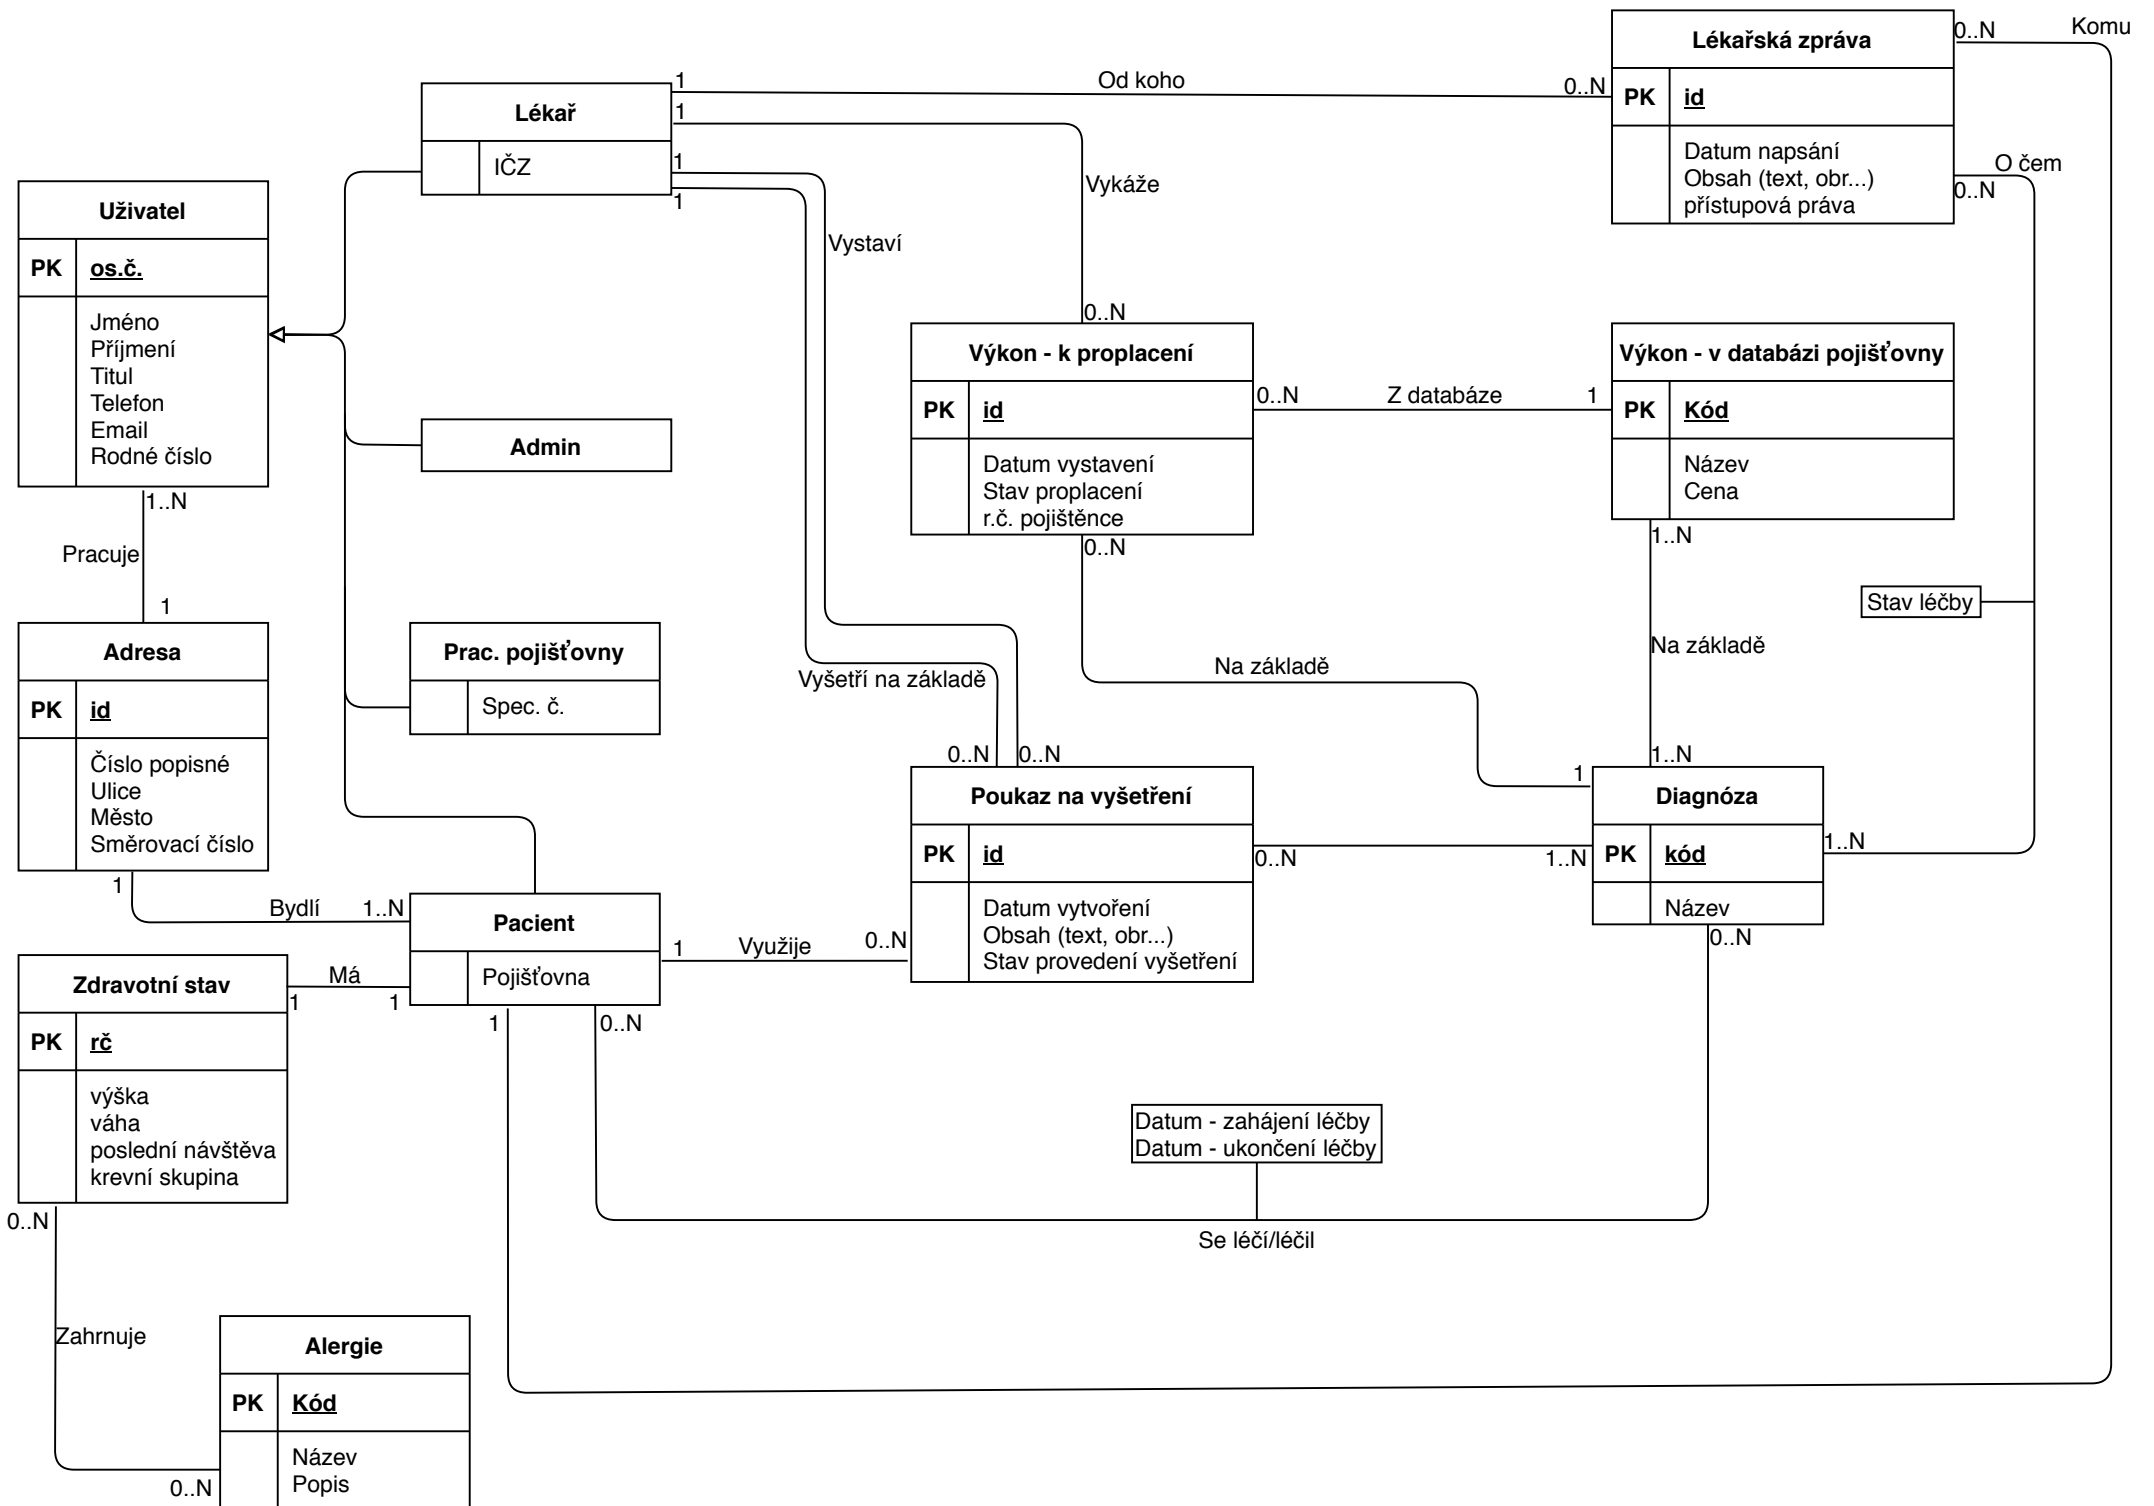 Lékařská zpráva
PK id
Datum napsání
Obsah (text, obr...)
přístupová práva
0..N
Komu
O čem
0..N
1
Od koho
0..N
Lékař
IČZ
1
Vykáže
0..N
1
1
Vystaví
Uživatel
PK os.č.
Jméno
Příjmení
Titul
Telefon
Email
Rodné číslo
1..N
Pracuje
1
Admin
Výkon - k proplacení
PK id
Datum vystavení
Stav proplacení
r.č. pojištěnce
0..N
0..N
Z databáze
1
Výkon - v databázi pojišťovny
PK Kód
Název
Cena
1..N
Stav léčby
Na základě
1..N
Adresa
PK id
Číslo popisné
Ulice
Město
Směrovací číslo
1
Prac. pojišťovny
Spec. č.
Vyšetří na základě
Na základě
1
0..N
0..N
Poukaz na vyšetření
PK id
Datum vytvoření
Obsah (text, obr...)
Stav provedení vyšetření
0..N
1..N
Diagnóza
PK kód
Název
1..N
0..N
Bydlí
1..N
Pacient
Pojišťovna
1
Využije
0..N
Zdravotní stav
PK rč
výška
váha
poslední návštěva
krevní skupina
1
Má
1
1
0..N
Datum - zahájení léčby
Datum - ukončení léčby
Se léčí/léčil
0..N
Zahrnuje
0..N
Alergie
PK Kód
Název
Popis